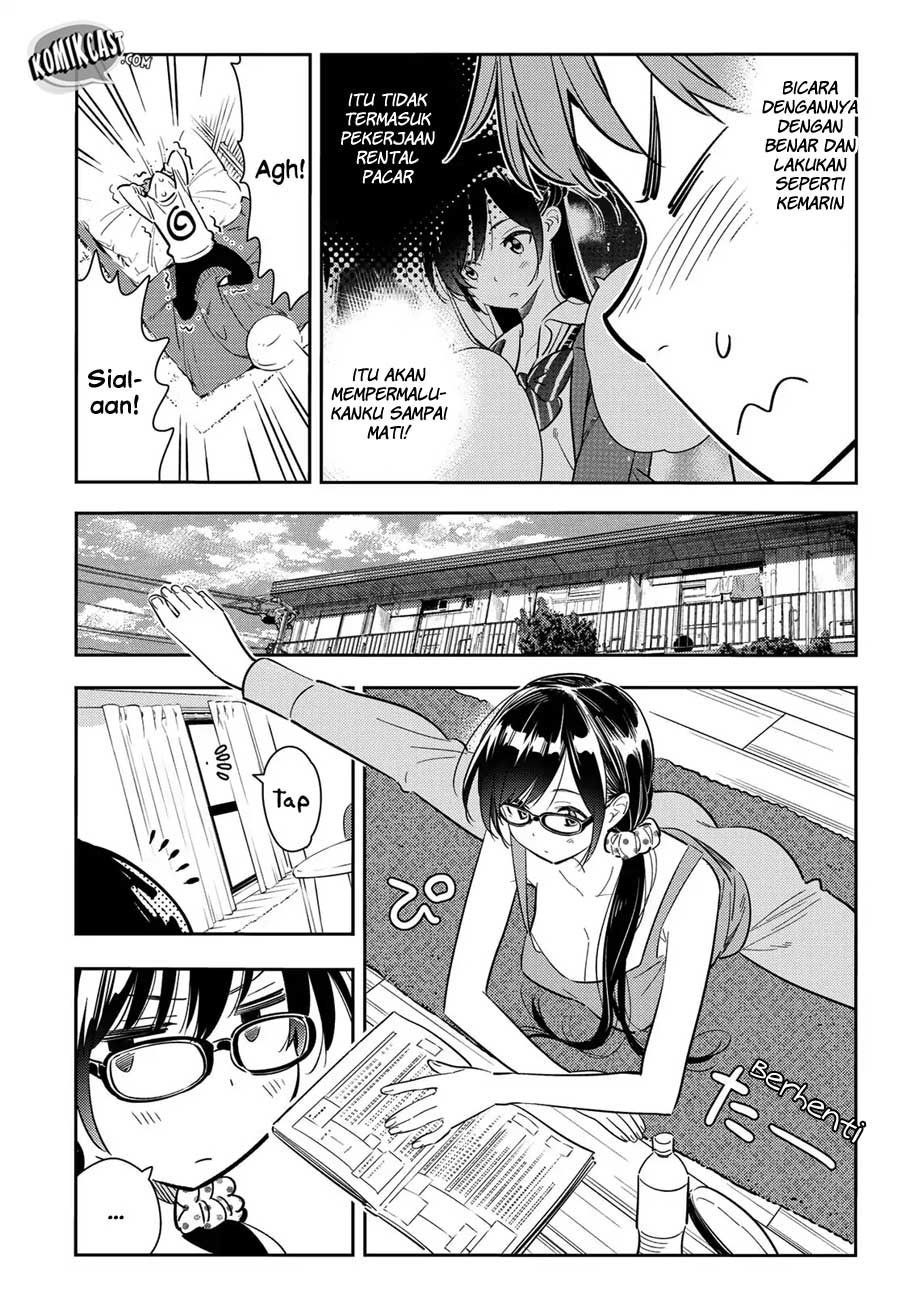 KOMIKCAST
.COM
BICARA
DENGANNYA
DENGAN
BENAR DAN
LAKUKAN
SEPERTI
KEMARIN
ITU TIDAK
TERMASUK
PEKERJAAN
RENTAL
PACAR
ITU AKAN
MEMPERMALU-
KANKU SAMPAI
MATI!
Agh!
Sial-
aan!
ぴ
たー
Berhenti
Tap
...